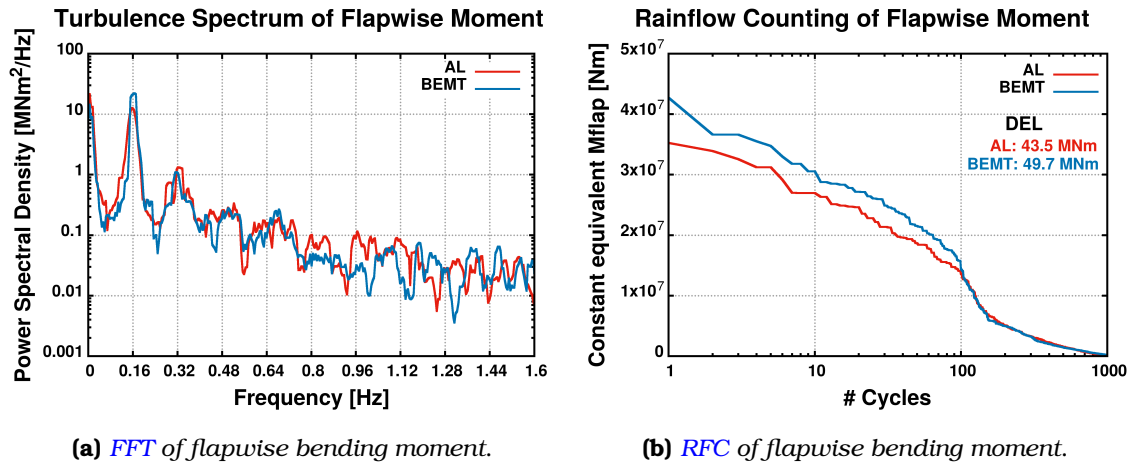 Turbulence Spectrum of Flapwise Moment
Power Spectral Density [MNm²/Hz]
100
10
1
0.1
0.01
0.001
AL
BEMT
0 0.16 0.32 0.48 0.64 0.8 0.96 1.12 1.28 1.44 1.6
Frequency [Hz]
(a) FFT of flapwise bending moment.
Rainflow Counting of Flapwise Moment
Constant equivalent Mflap [Nm]
5x10⁷
4x10⁷
3x10⁷
2x10⁷
1x10⁷
0
AL
BEMT
DEL
AL: 43.5 MNm
BEMT: 49.7 MNm
1 10 100 1000
# Cycles
(b) RFC of flapwise bending moment.